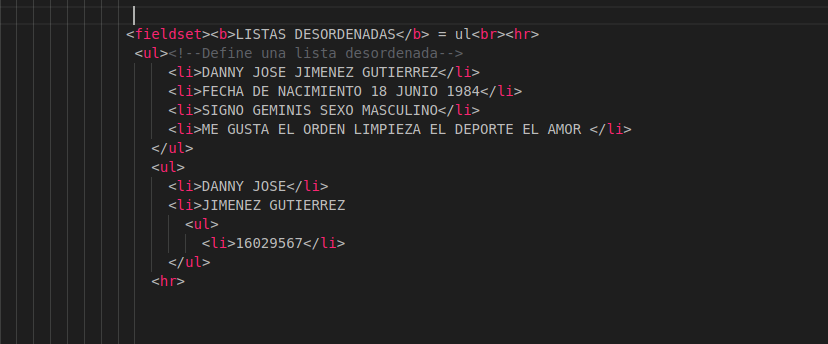 <fieldset><b>LISTAS DESORDENADAS</b> = ul<br><hr>
<ul><!--Define una lista desordenada-->
<li>DANNY JOSE JIMENEZ GUTIERREZ</li>
<li>FECHA DE NACIMIENTO 18 JUNIO 1984</li>
<li>SIGNO GEMINIS SEXO MASCULINO</li>
<li>ME GUSTA EL ORDEN LIMPIEZA EL DEPORTE EL AMOR </li>
</ul>
<ul>
<li>DANNY JOSE</li>
<li>JIMENEZ GUTIERREZ
<ul>
<li>16029567</li>
</ul>
<hr>